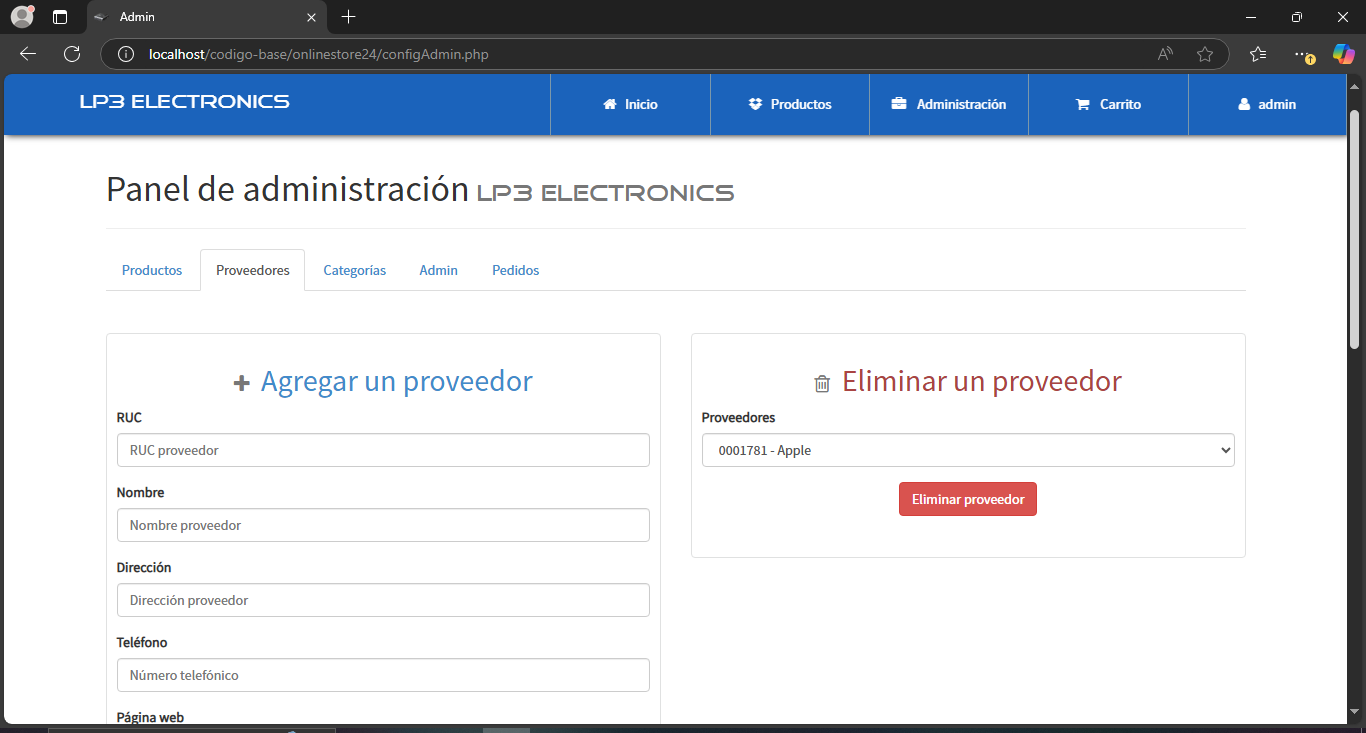 Admin
localhost/codigo-base/onlinestore24/configAdmin.php
LP3 ELECTRONICS
Inicio
Productos
Administración
Carrito
admin
Panel de administración LP3 ELECTRONICS
Productos
Proveedores
Categorías
Admin
Pedidos
Agregar un proveedor
RUC
RUC proveedor
Nombre
Nombre proveedor
Dirección
Dirección proveedor
Teléfono
Número telefónico
Página web
Eliminar un proveedor
Proveedores
0001781 - Apple
Eliminar proveedor